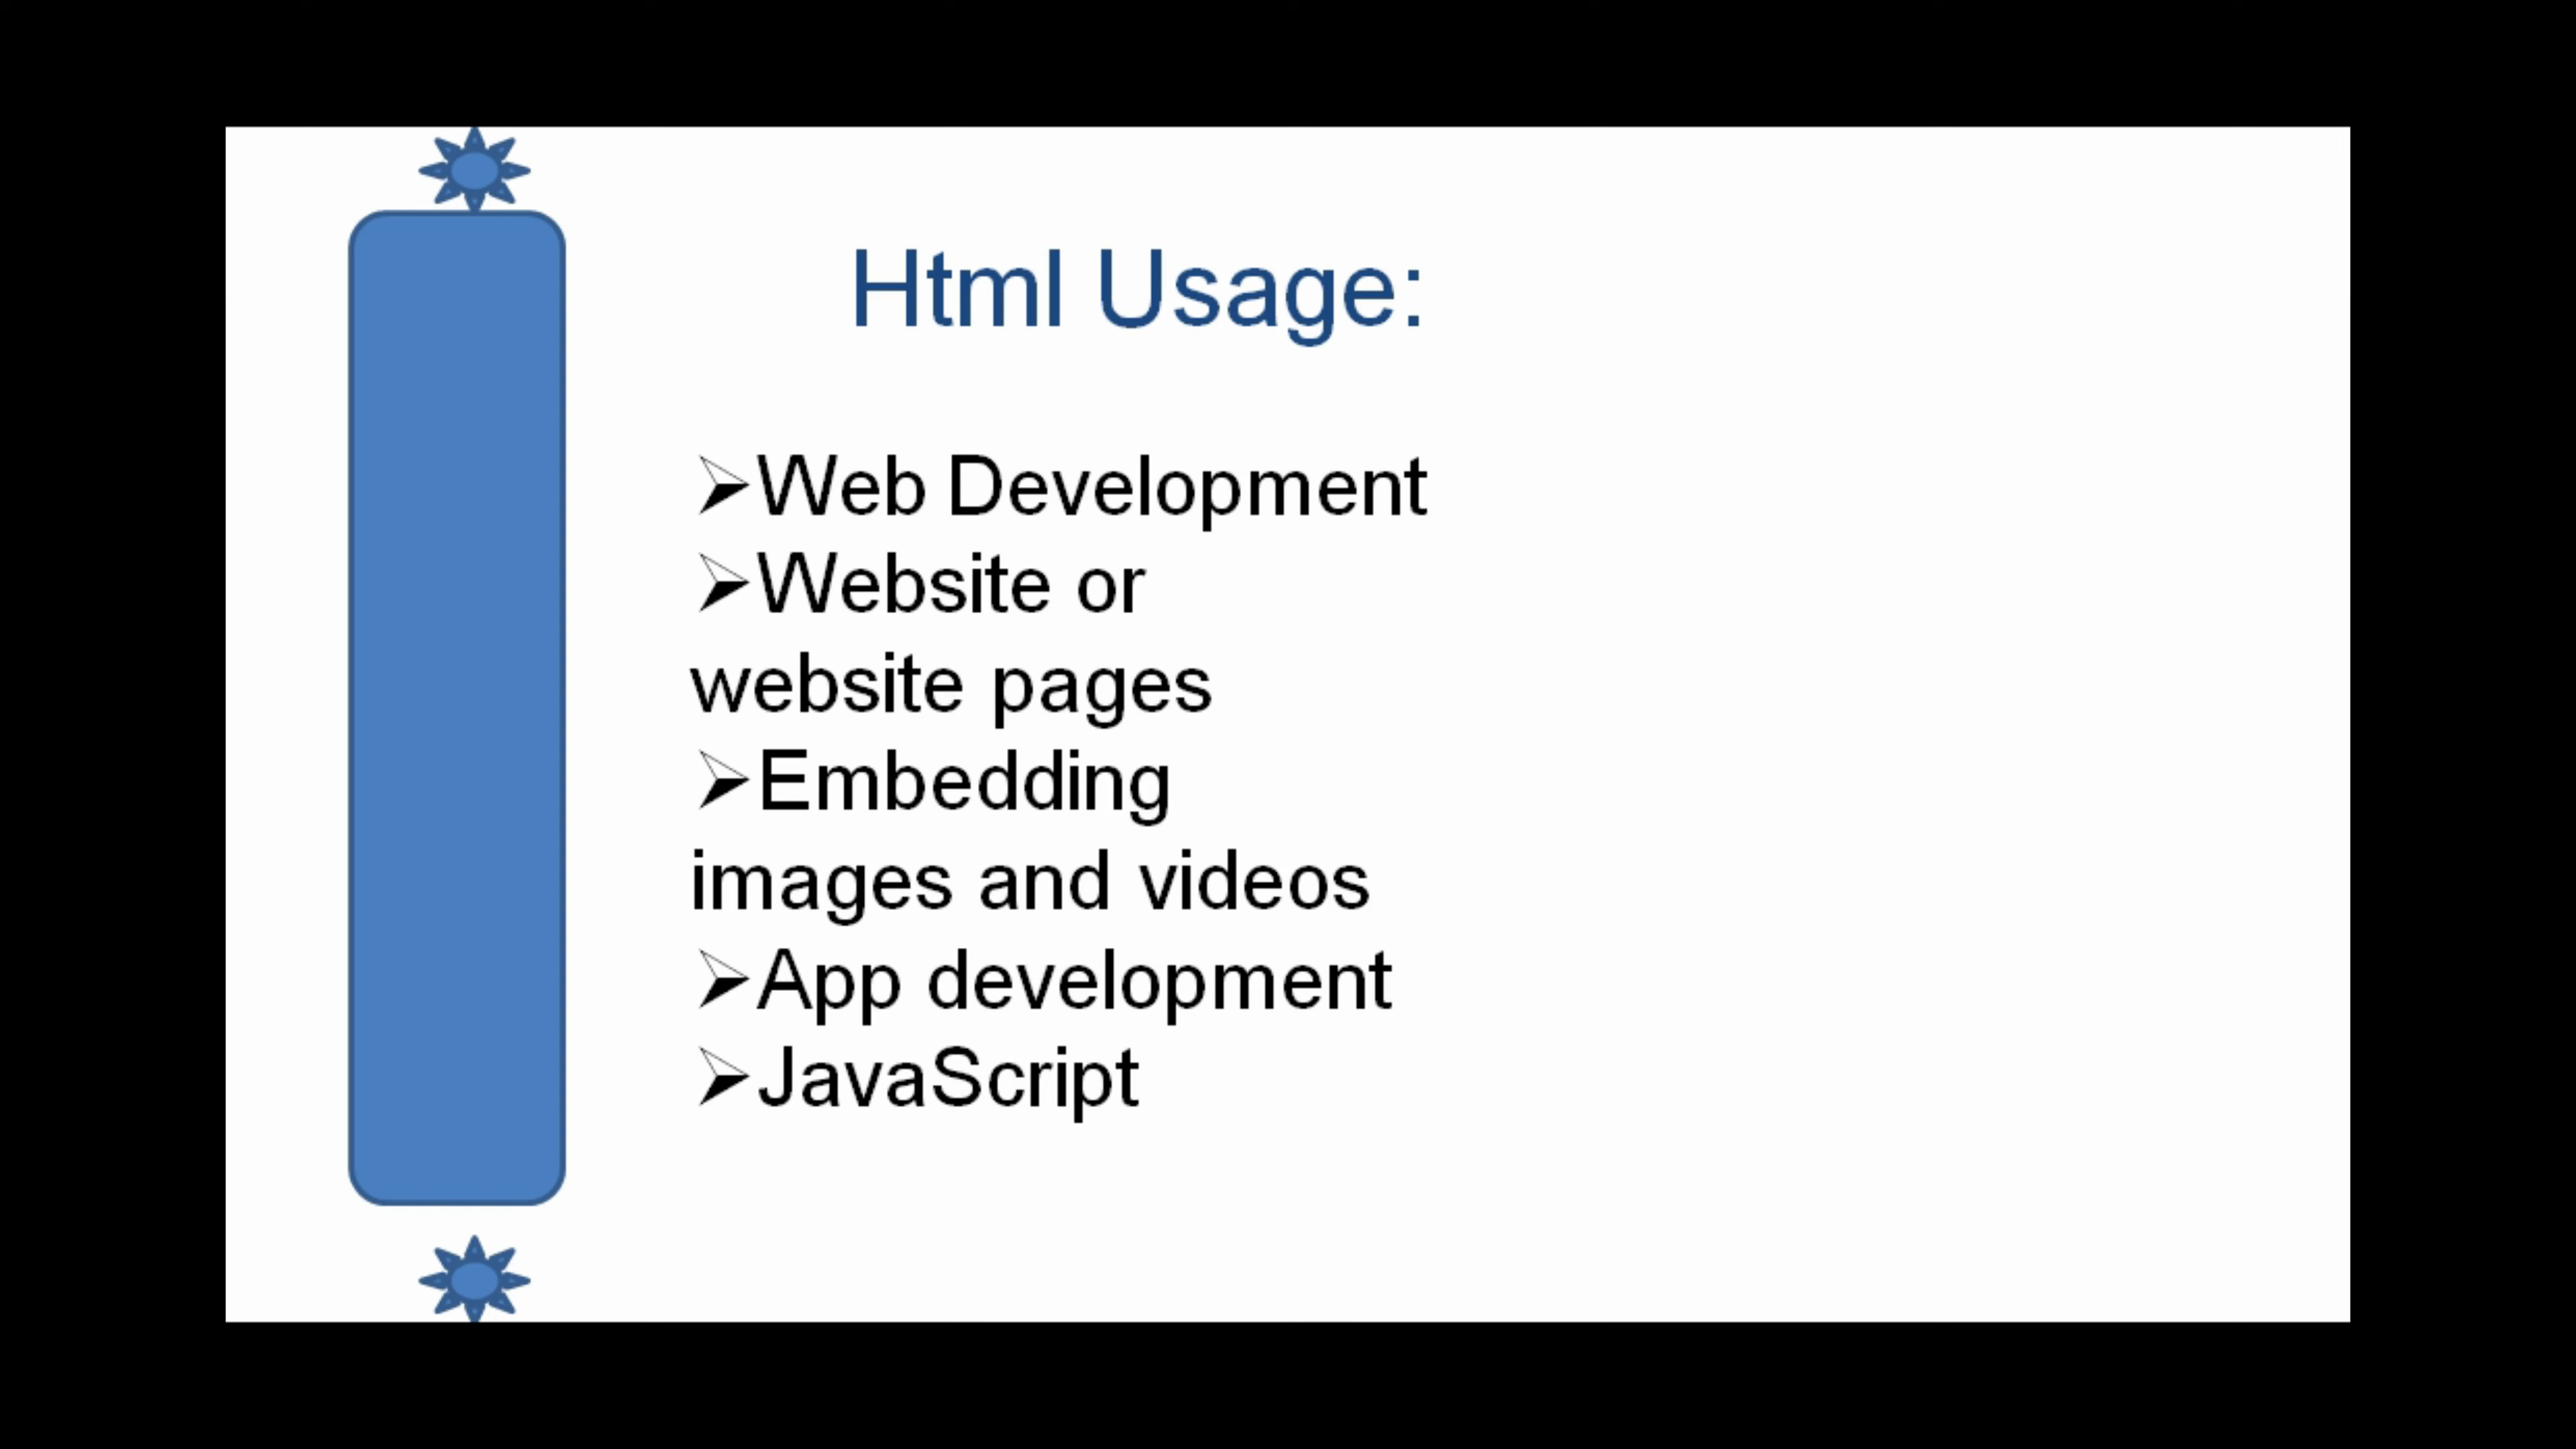 Html Usage:
➢Web Development
➢Website or
website pages
➢Embedding
images and videos
➢App development
➢JavaScript